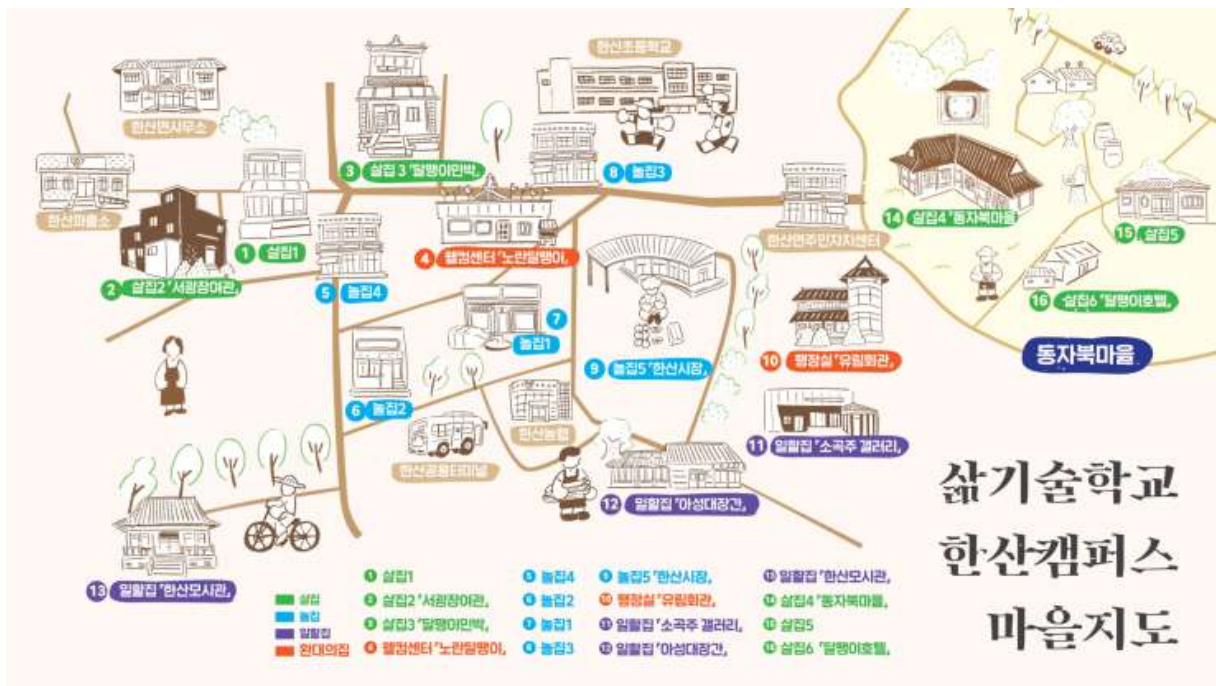 한산초등학교
한산면사무소
3 살집 3 「달팽이민박」
8 놀집3
한산파출소
1 살집1
14 살집4 「동자북마을」
15 살집5
한산면주민자치센터
4 웰컴센터 「노란달팽이」
2 살집2 「서광장여관」
5 놀집4
16 살집6 「달팽이호텔」
7
놀집1
동자북마을
9 놀집5 「한산시장」
10 행정실 「유림회관」
6 놀집2
한산농협
11 일할집 「소곡주 갤러리」
한산공용터미널
12 일할집 「아성대장간」
13 일할집 「한산모시관」
삶기술학교
한산캠퍼스
마을지도
살집
놀집
일할집
환대의집
1 살집1
2 살집2 「서광장여관」
3 살집3 「달팽이민박」
4 웰컴센터 「노란달팽이」
5 놀집4
6 놀집2
7 놀집1
8 놀집3
9 놀집5 「한산시장」
10 행정실 「유림회관」
11 일할집 「소곡주 갤러리」
12 일할집 「아성대장간」
13 일할집 「한산모시관」
14 살집4 「동자북마을」
15 살집5
16 살집6 「달팽이호텔」